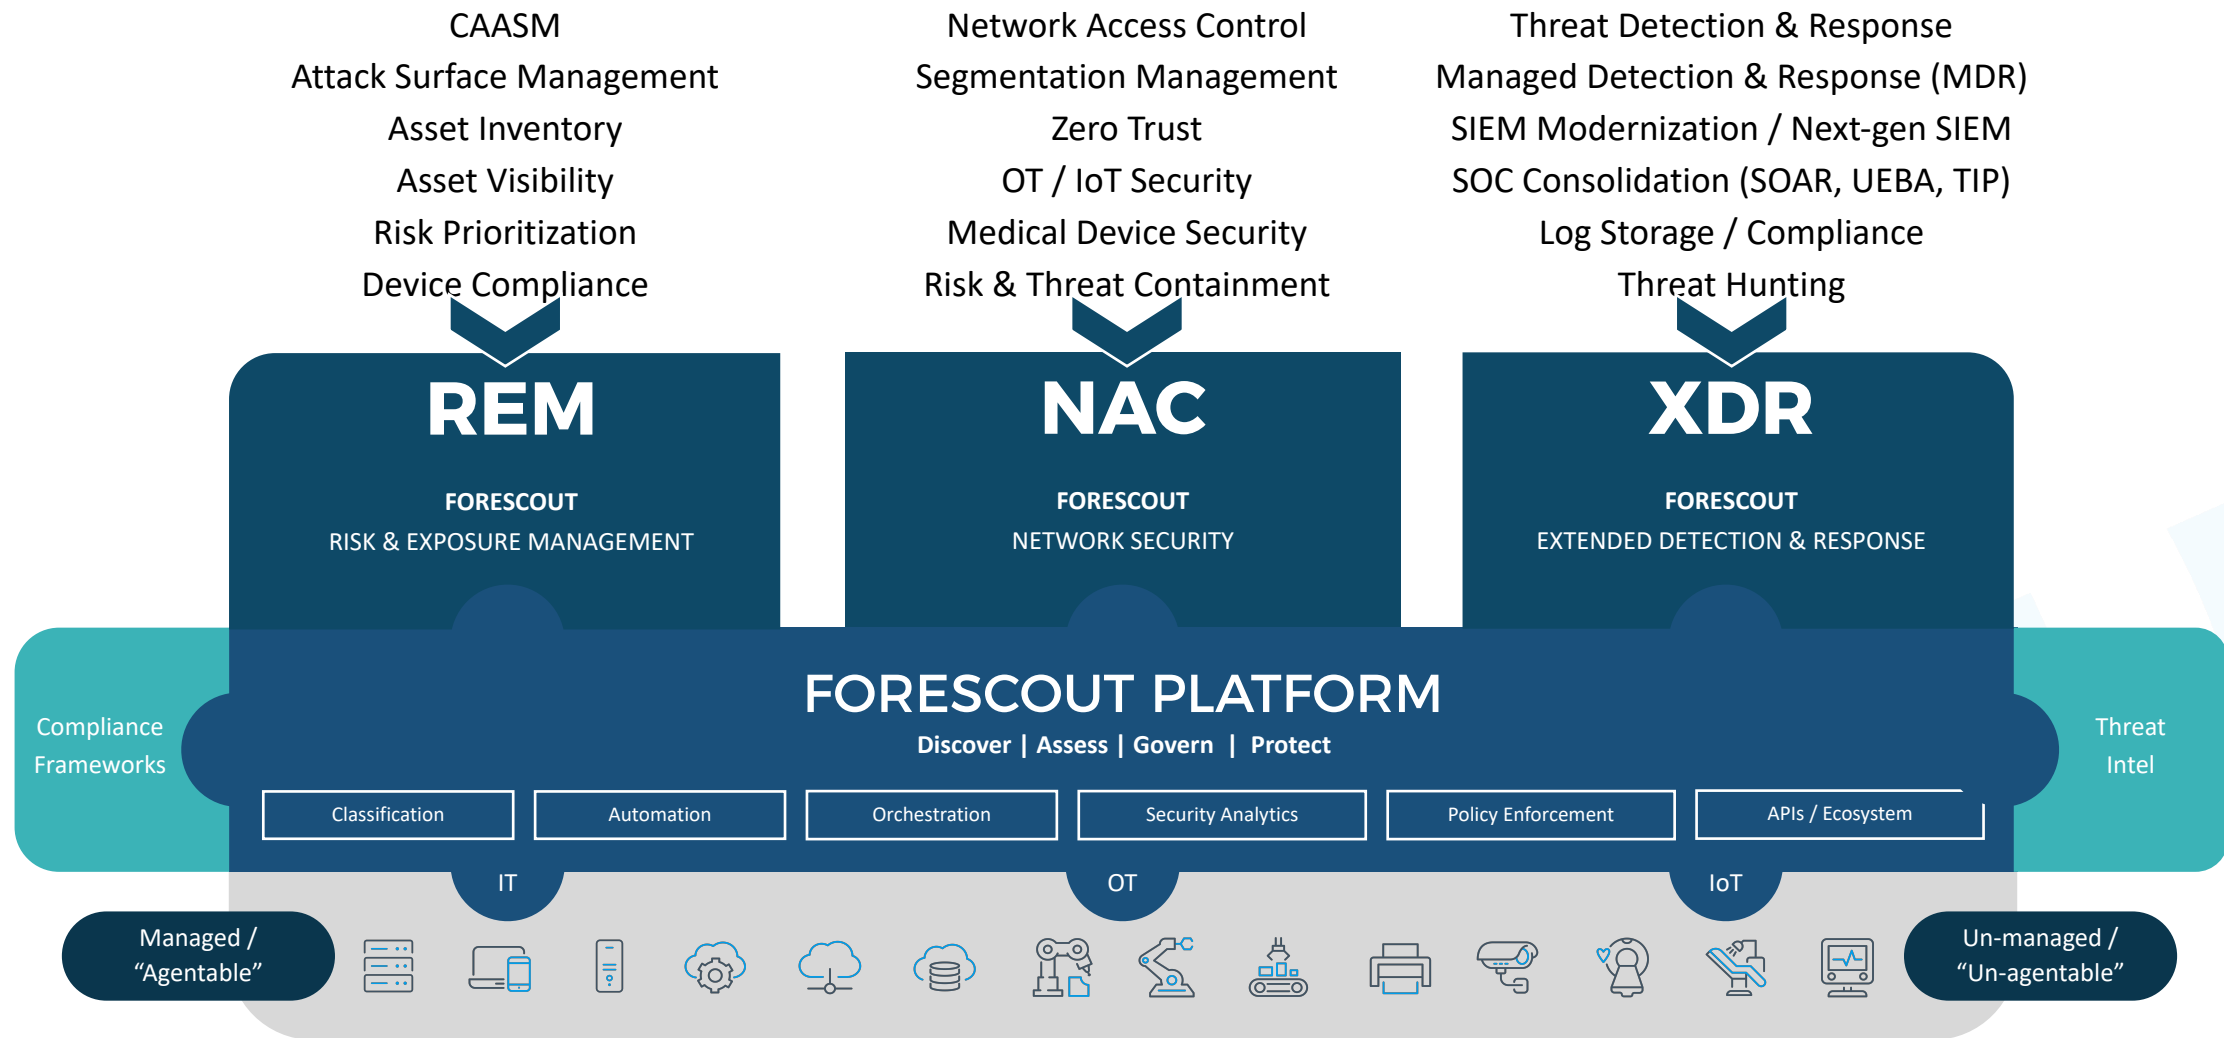 CAASM
Attack Surface Management
Asset Inventory
Asset Visibility
Risk Prioritization
Device Compliance
Network Access Control
Segmentation Management
Zero Trust
OT / IoT Security
Medical Device Security
Risk & Threat Containment
Threat Detection & Response
Managed Detection & Response (MDR)
SIEM Modernization / Next-gen SIEM
SOC Consolidation (SOAR, UEBA, TIP)
Log Storage / Compliance
Threat Hunting
REM
FORESCOUT
RISK & EXPOSURE MANAGEMENT
NAC
FORESCOUT
NETWORK SECURITY
XDR
FORESCOUT
EXTENDED DETECTION & RESPONSE
Compliance
Frameworks
FORESCOUT PLATFORM
Discover | Assess | Govern | Protect
Threat
Intel
Classification
Automation
Orchestration
Security Analytics
Policy Enforcement
APIs / Ecosystem
IT
OT
IoT
Managed /
“Agentable”
Un-managed /
“Un-agentable”